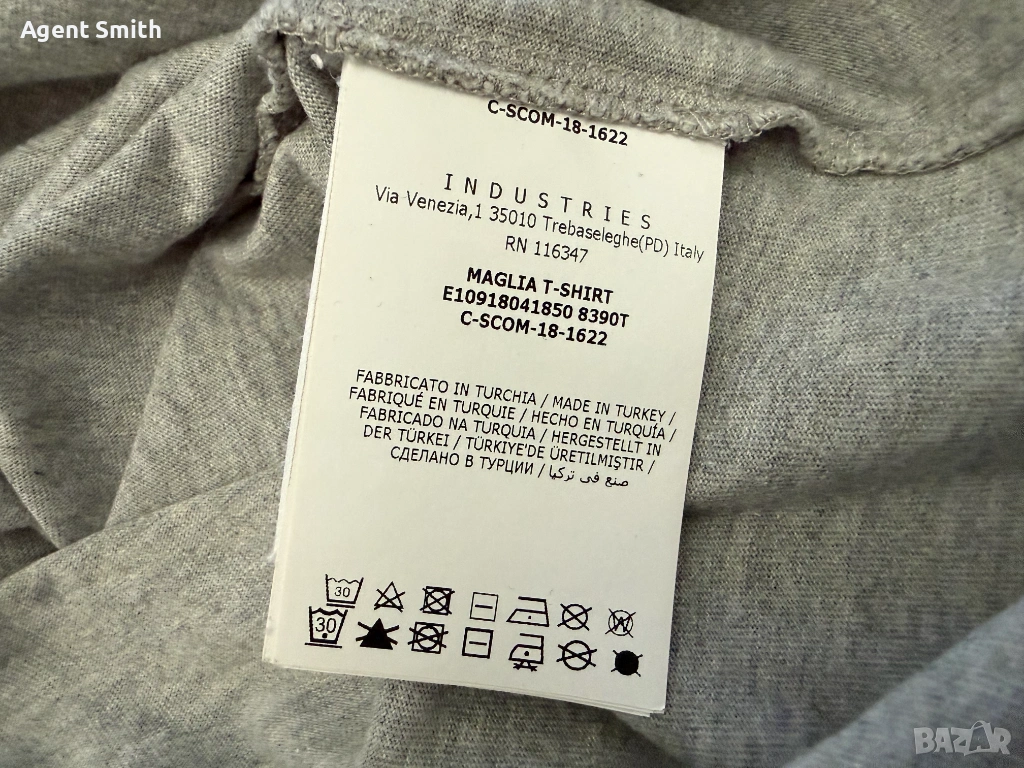 Agent Smith
C-SCOM-18-1622
INDUSTRIES
Via Venezia,1 35010 Trebaseleghe(PD) Italy
RN 116347
MAGLIA T-SHIRT
E10918041850 8390T
C-SCOM-18-1622
FABBRICATO IN TURCHIA / MADE IN TURKEY /
FABRIQUÉ EN TURQUIE / HECHO EN TURQUÍA /
FABRICADO NA TURQUIA / HERGESTELLT IN
DER TÜRKEI / TÜRKIYE'DE ÜRETILMIŞTIR /
СДЕЛАНО В ТУРЦИИ / صنع فى تركيا
30
W
30
BAZAR